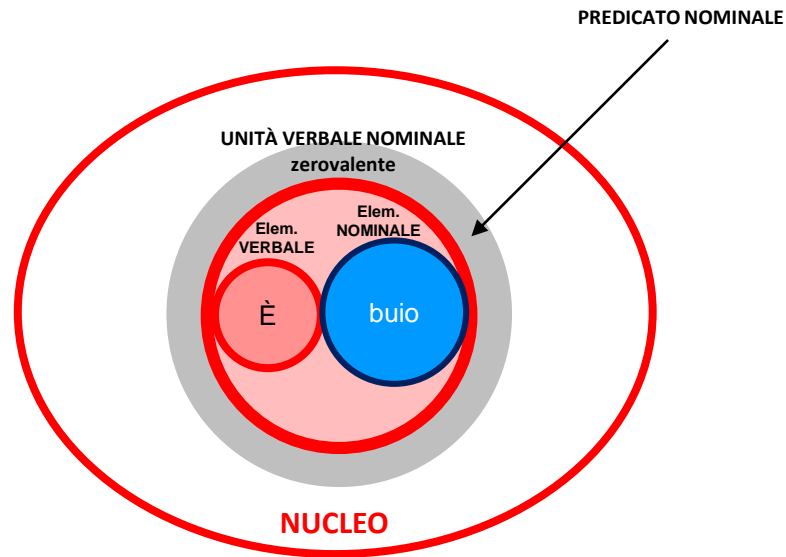 PREDICATO NOMINALE
UNITÀ VERBALE NOMINALE
zerovalente
Elem.
VERBALE
Elem.
NOMINALE
È
buio
NUCLEO